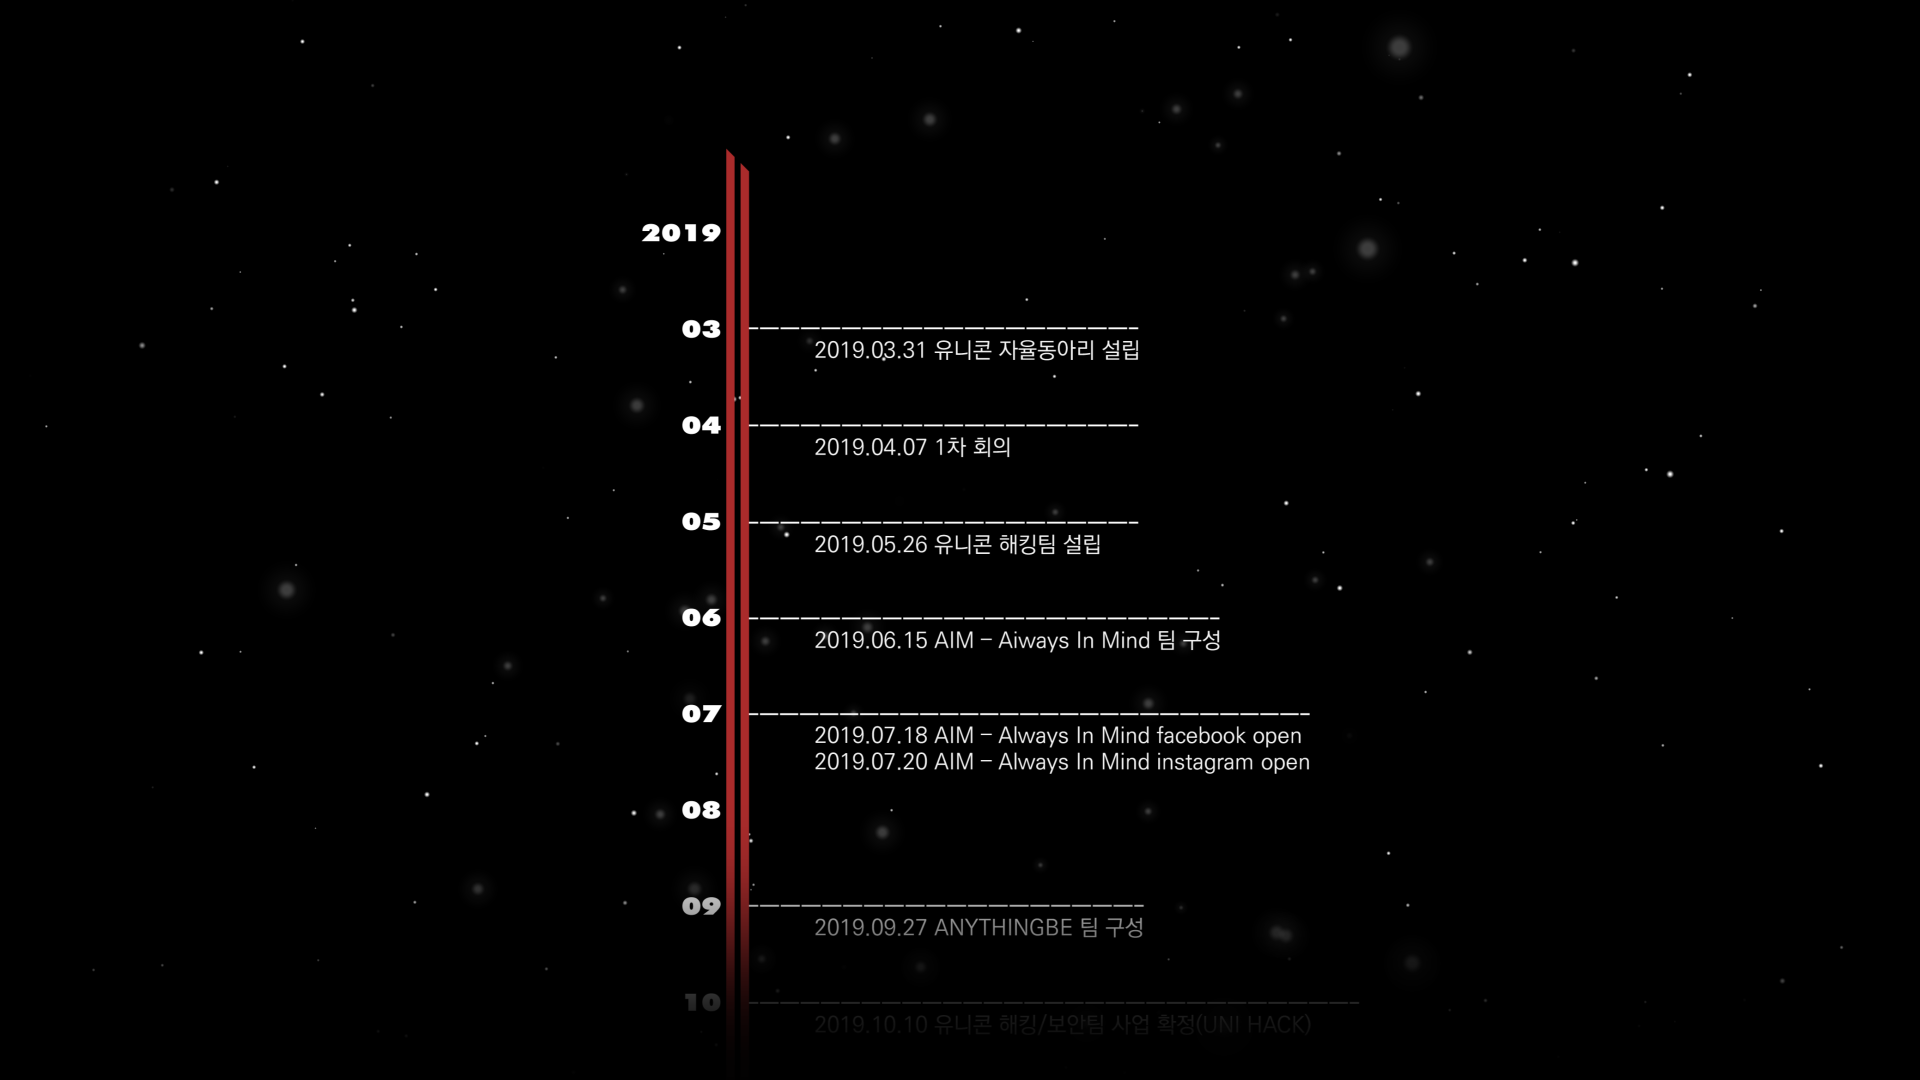 2019
03
2019.03.31 유니콘 자율동아리 설립
04
2019.04.07 1차 회의
05
2019.05.26 유니콘 해킹팀 설립
06
2019.06.15 AIM – Aiways In Mind 팀 구성
07
2019.07.18 AIM – Always In Mind facebook open
2019.07.20 AIM – Always In Mind instagram open
08
09
2019.09.27 ANYTHINGBE 팀 구성
10
2019.10.10 유니콘 해킹/보안팀 사업 확정(UNI HACK)